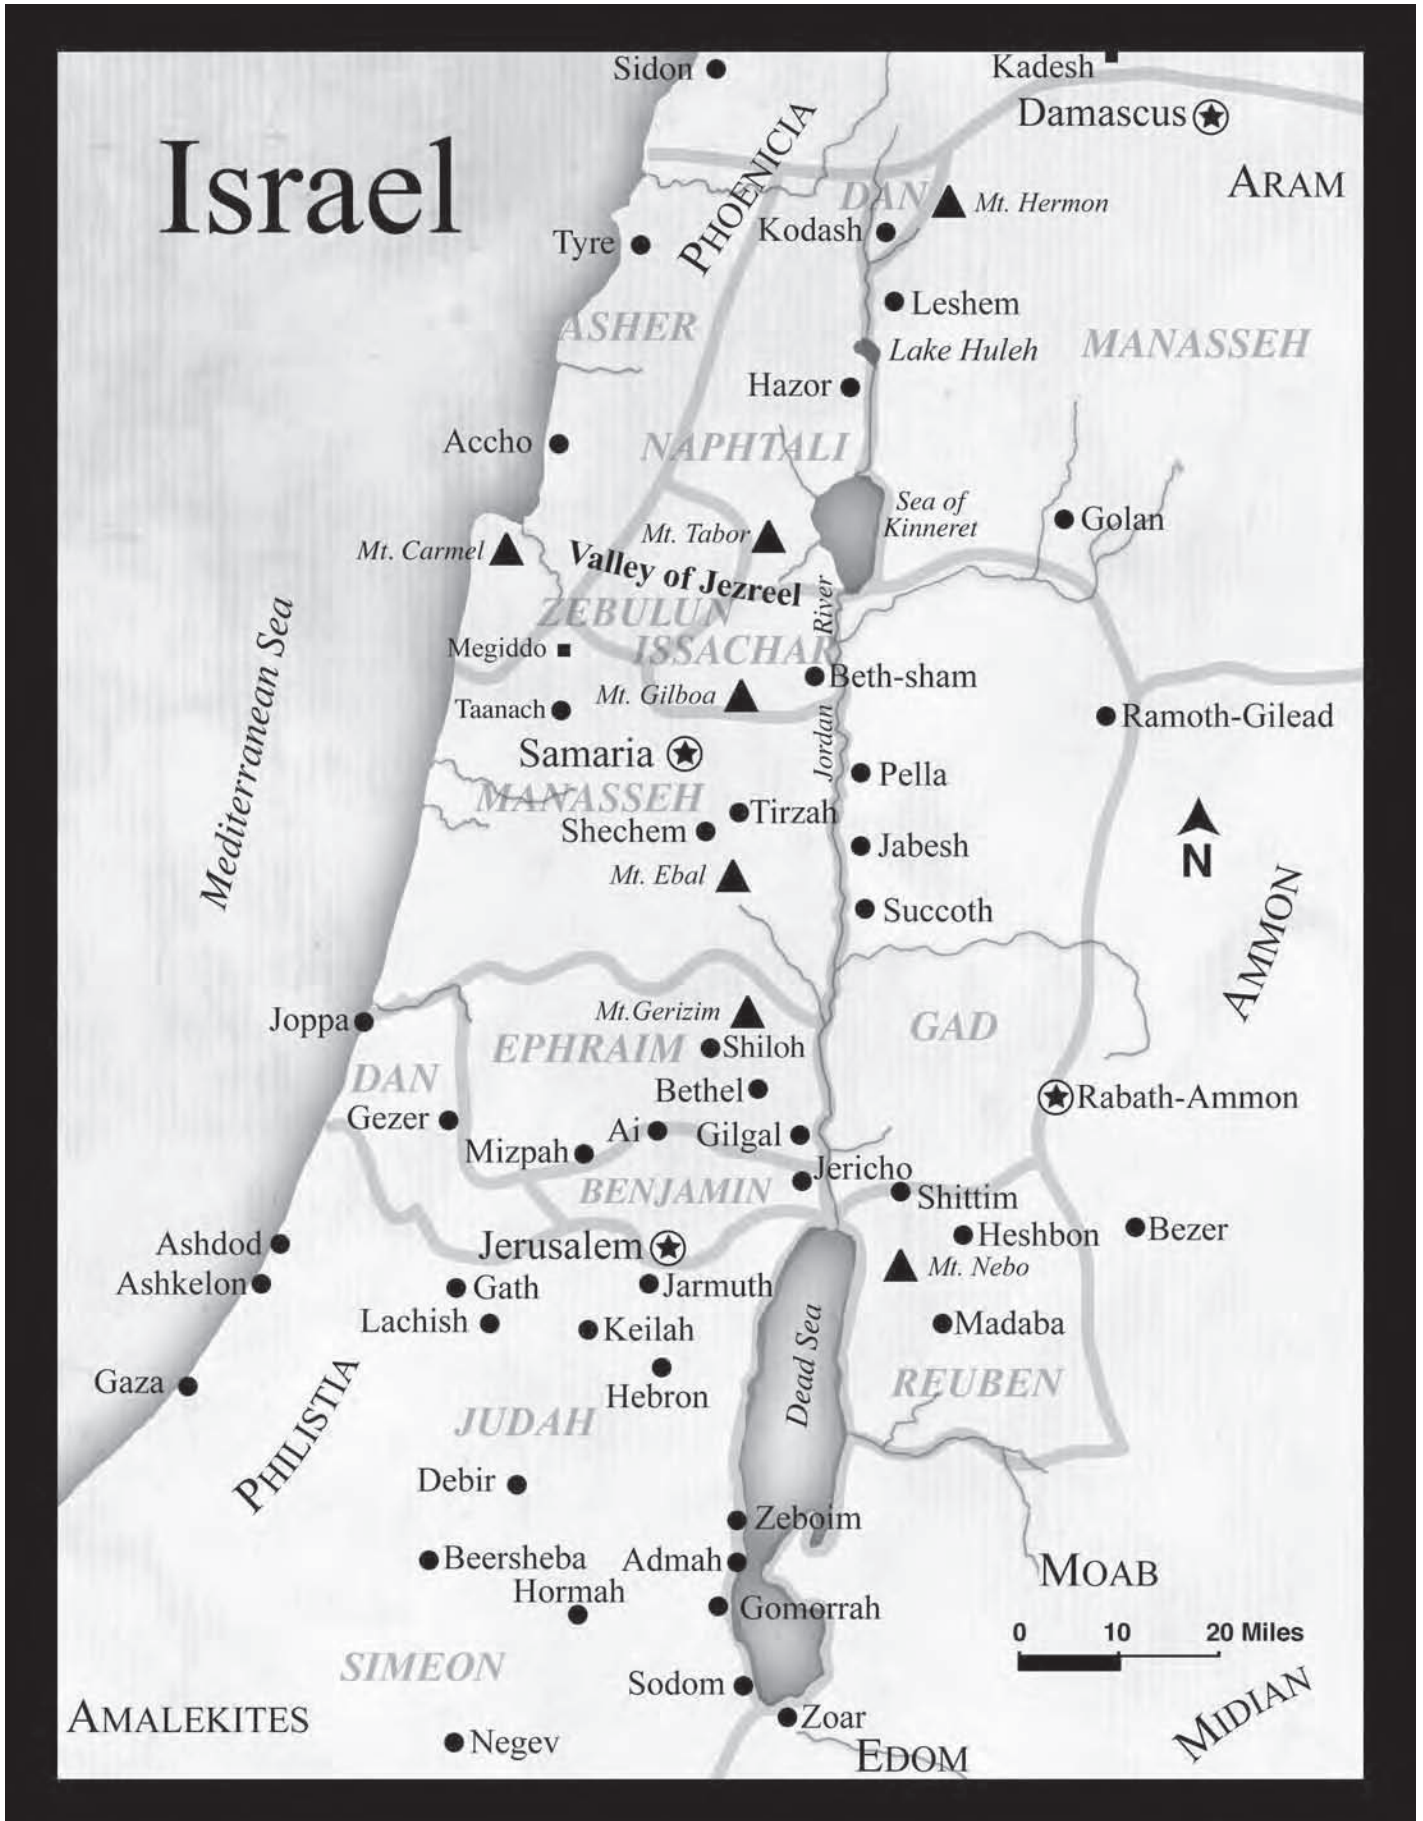 Israel
Sidon
Kadesh
Damascus
PHOENICIA
ARAM
DAN
Mt. Hermon
Kodash
Tyre
Leshem
ASHER
MANASSEH
Lake Huleh
Hazor
Accho
NAPHTALI
Sea of
Kinneret
Golan
Mt. Tabor
Mt. Carmel
Valley of Jezreel
ZEBULUN
ISSACHAR
Jordan River
Mediterranean Sea
Megiddo
Beth-sham
Mt. Gilboa
Taanach
Ramoth-Gilead
Samaria
Pella
MANASSEH
Tirzah
Shechem
Jabesh
N
Mt. Ebal
Succoth
AMMON
Mt.Gerizim
Joppa
GAD
EPHRAIM
Shiloh
DAN
Bethel
Rabath-Ammon
Gezer
Ai
Gilgal
Mizpah
Jericho
BENJAMIN
Shittim
Ashdod
Jerusalem
Heshbon
Bezer
Mt. Nebo
Ashkelon
Gath
Jarmuth
Lachish
Keilah
Madaba
Dead Sea
Gaza
Hebron
REUBEN
PHILISTIA
JUDAH
Debir
Zeboim
Beersheba
Admah
MOAB
Hormah
Gomorrah
0 10 20 Miles
SIMEON
Sodom
AMALEKITES
Zoar
MIDIAN
Negev
EDOM